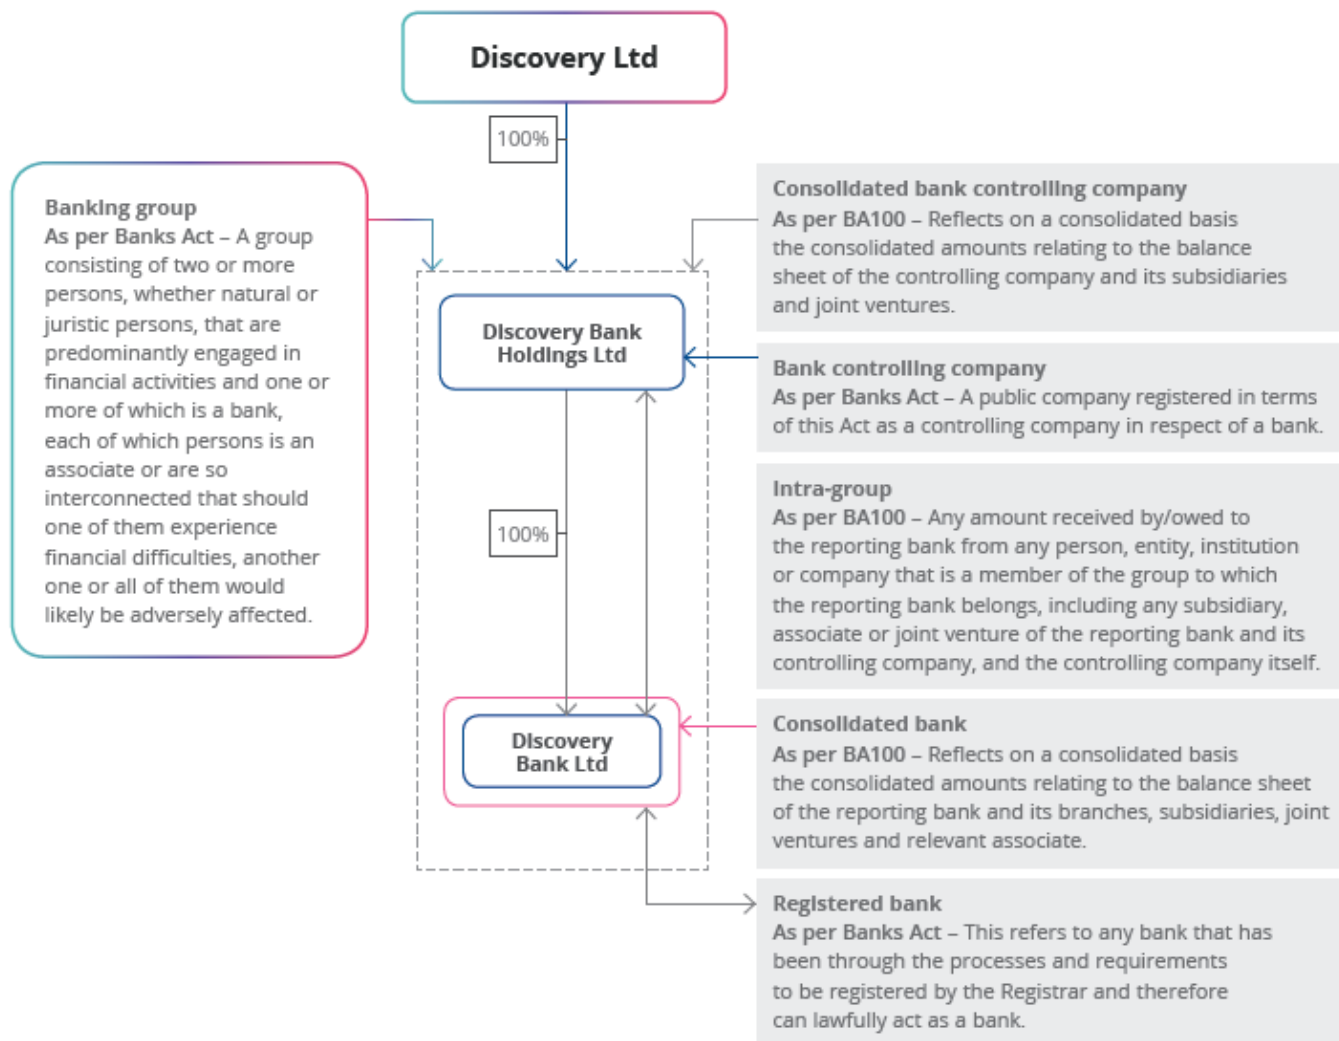 Discovery Ltd
100%
Banking group
As per Banks Act – A group
consisting of two or more
persons, whether natural or
juristic persons, that are
predominantly engaged in
financial activities and one or
more of which is a bank,
each of which persons is an
associate or are so
interconnected that should
one of them experience
financial difficulties, another
one or all of them would
likely be adversely affected.
Discovery Bank
Holdings Ltd
100%
Discovery
Bank Ltd
Consolidated bank controlling company
As per BA100 – Reflects on a consolidated basis
the consolidated amounts relating to the balance
sheet of the controlling company and its subsidiaries
and joint ventures.
Bank controlling company
As per Banks Act – A public company registered in terms
of this Act as a controlling company in respect of a bank.
Intra-group
As per BA100 – Any amount received by/owed to
the reporting bank from any person, entity, institution
or company that is a member of the group to which
the reporting bank belongs, including any subsidiary,
associate or joint venture of the reporting bank and its
controlling company, and the controlling company itself.
Consolidated bank
As per BA100 – Reflects on a consolidated basis
the consolidated amounts relating to the balance sheet
of the reporting bank and its branches, subsidiaries, joint
ventures and relevant associate.
Registered bank
As per Banks Act – This refers to any bank that has
been through the processes and requirements
to be registered by the Registrar and therefore
can lawfully act as a bank.